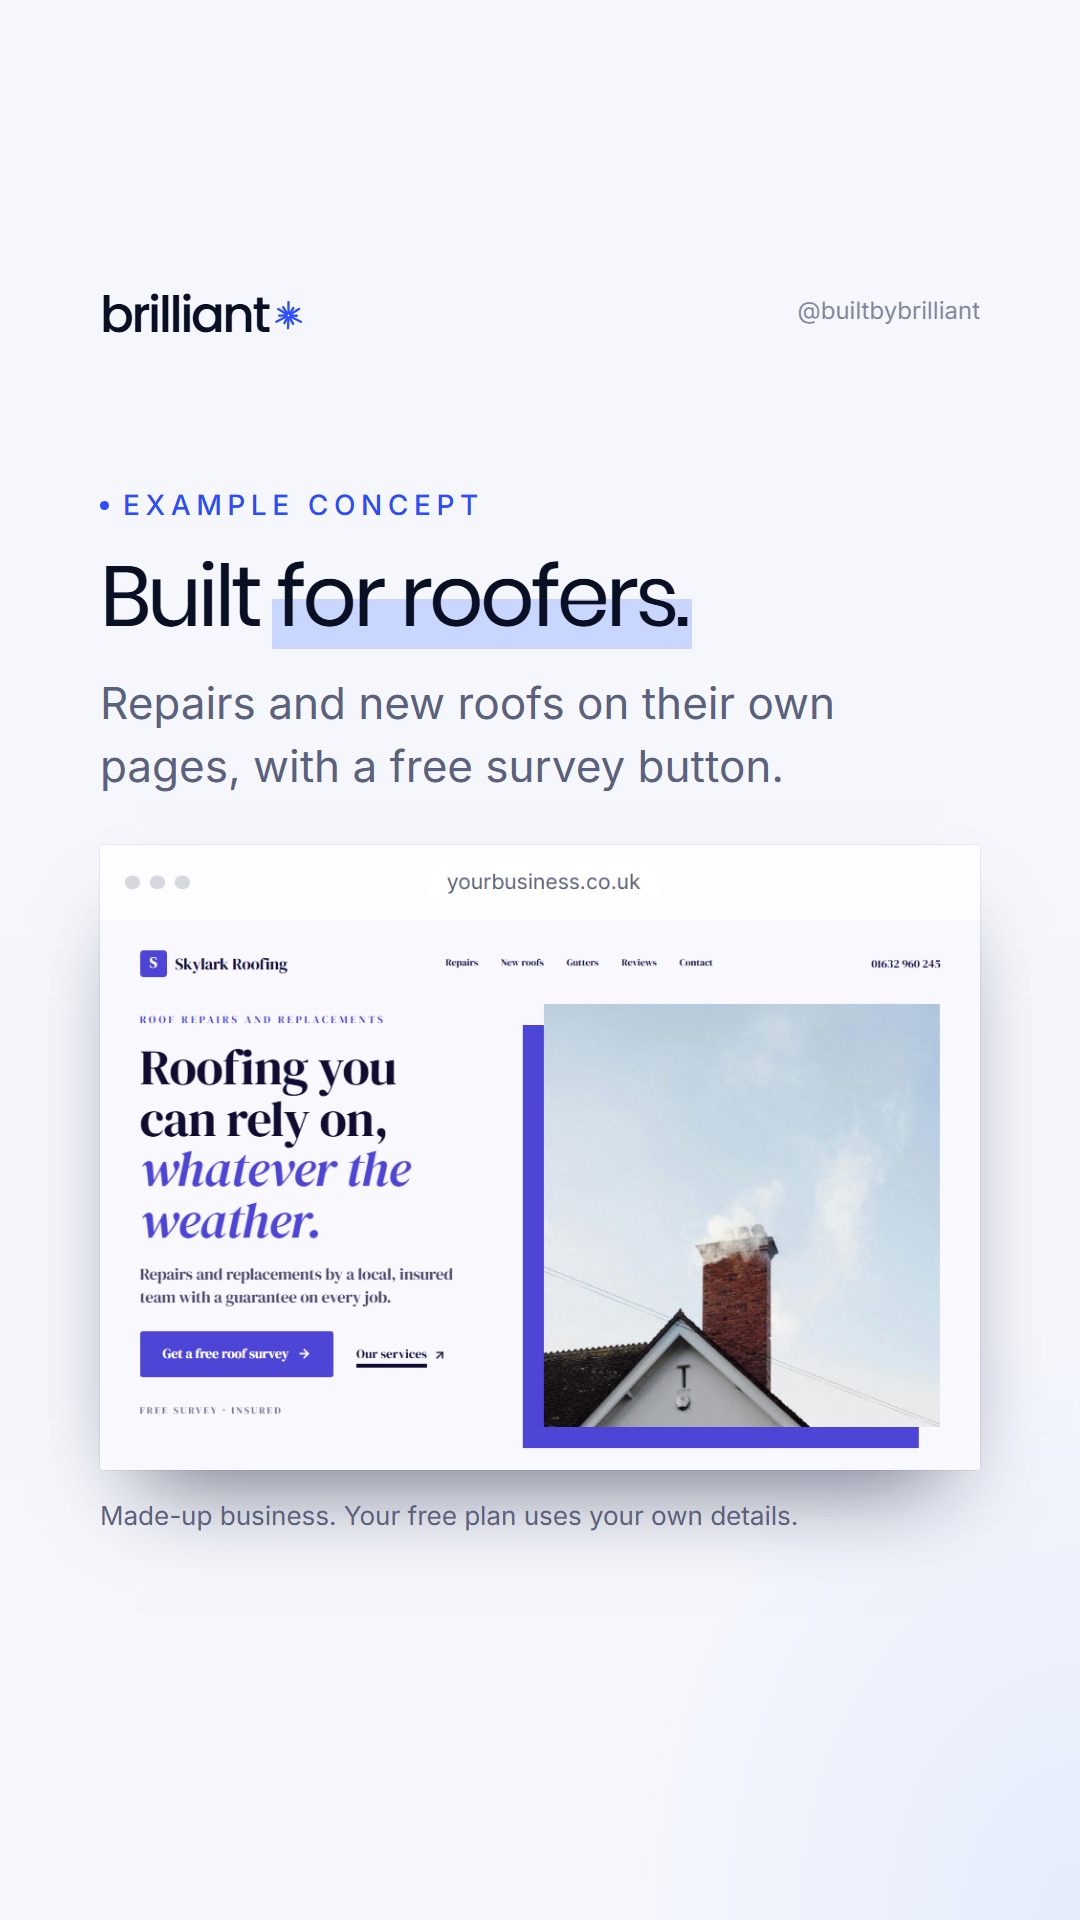 brilliant
@builtbybrilliant
• EXAMPLE CONCEPT
Built for roofers.
Repairs and new roofs on their own
pages, with a free survey button.
yourbusiness.co.uk
S Skylark Roofing
Repairs New roofs Gutters Reviews Contact
01632 960 245
ROOF REPAIRS AND REPLACEMENTS
Roofing you
can rely on,
whatever the
weather.
Repairs and replacements by a local, insured
team with a guarantee on every job.
Get a free roof survey →
Our services ↗
FREE SURVEY · INSURED
Made-up business. Your free plan uses your own details.